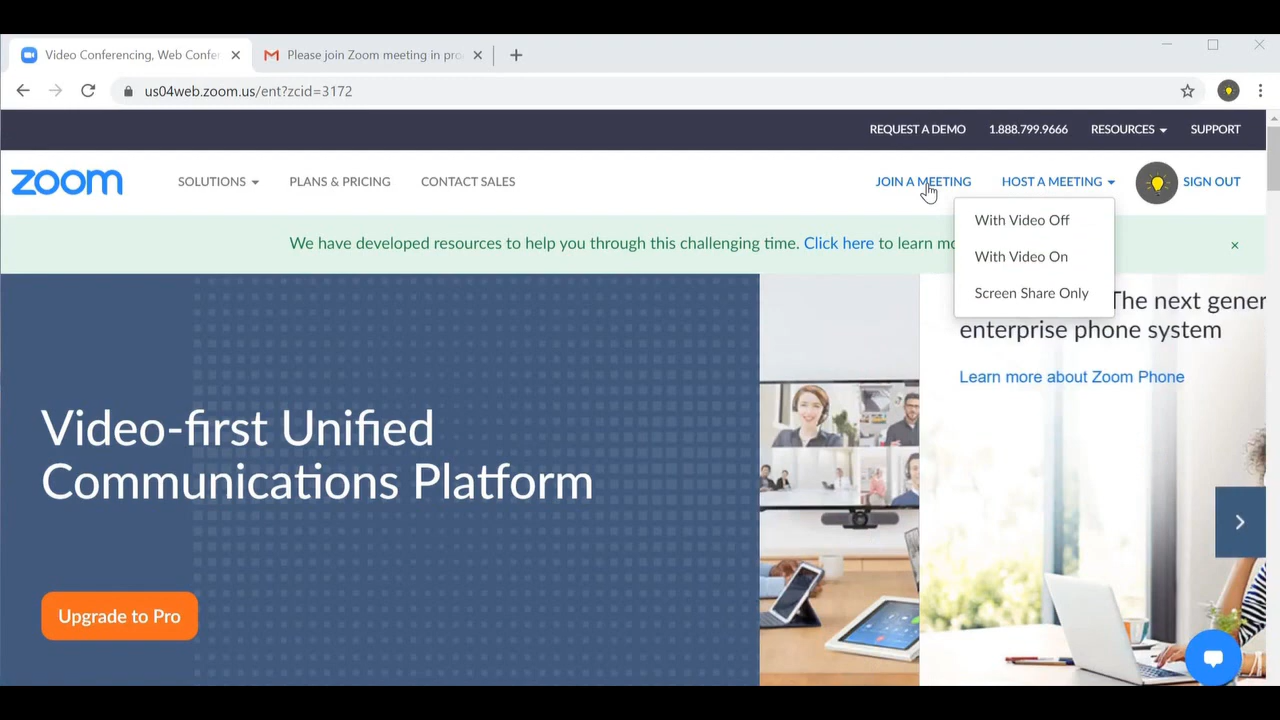 Video Conferencing, Web Confe
Please join Zoom meeting in pro
us04web.zoom.us/ent?zcid=3172
REQUEST A DEMO 1.888.799.9666 RESOURCES SUPPORT
zoom SOLUTIONS PLANS & PRICING CONTACT SALES JOIN A MEETING HOST A MEETING SIGN OUT
With Video Off
With Video On
Screen Share Only
We have developed resources to help you through this challenging time. Click here to learn mo
The next gener
enterprise phone system
Learn more about Zoom Phone
Video-first Unified
Communications Platform
Upgrade to Pro